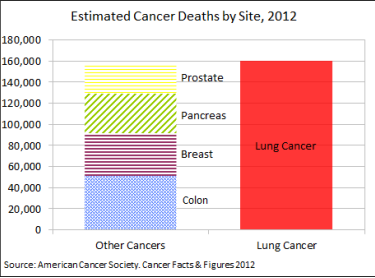 Estimated Cancer Deaths by Site, 2012
180,000
160,000
140,000
120,000
100,000
80,000
60,000
40,000
20,000
0
Prostate
Pancreas
Breast
Colon
Lung Cancer
Other Cancers
Lung Cancer
Source: American Cancer Society. Cancer Facts & Figures 2012